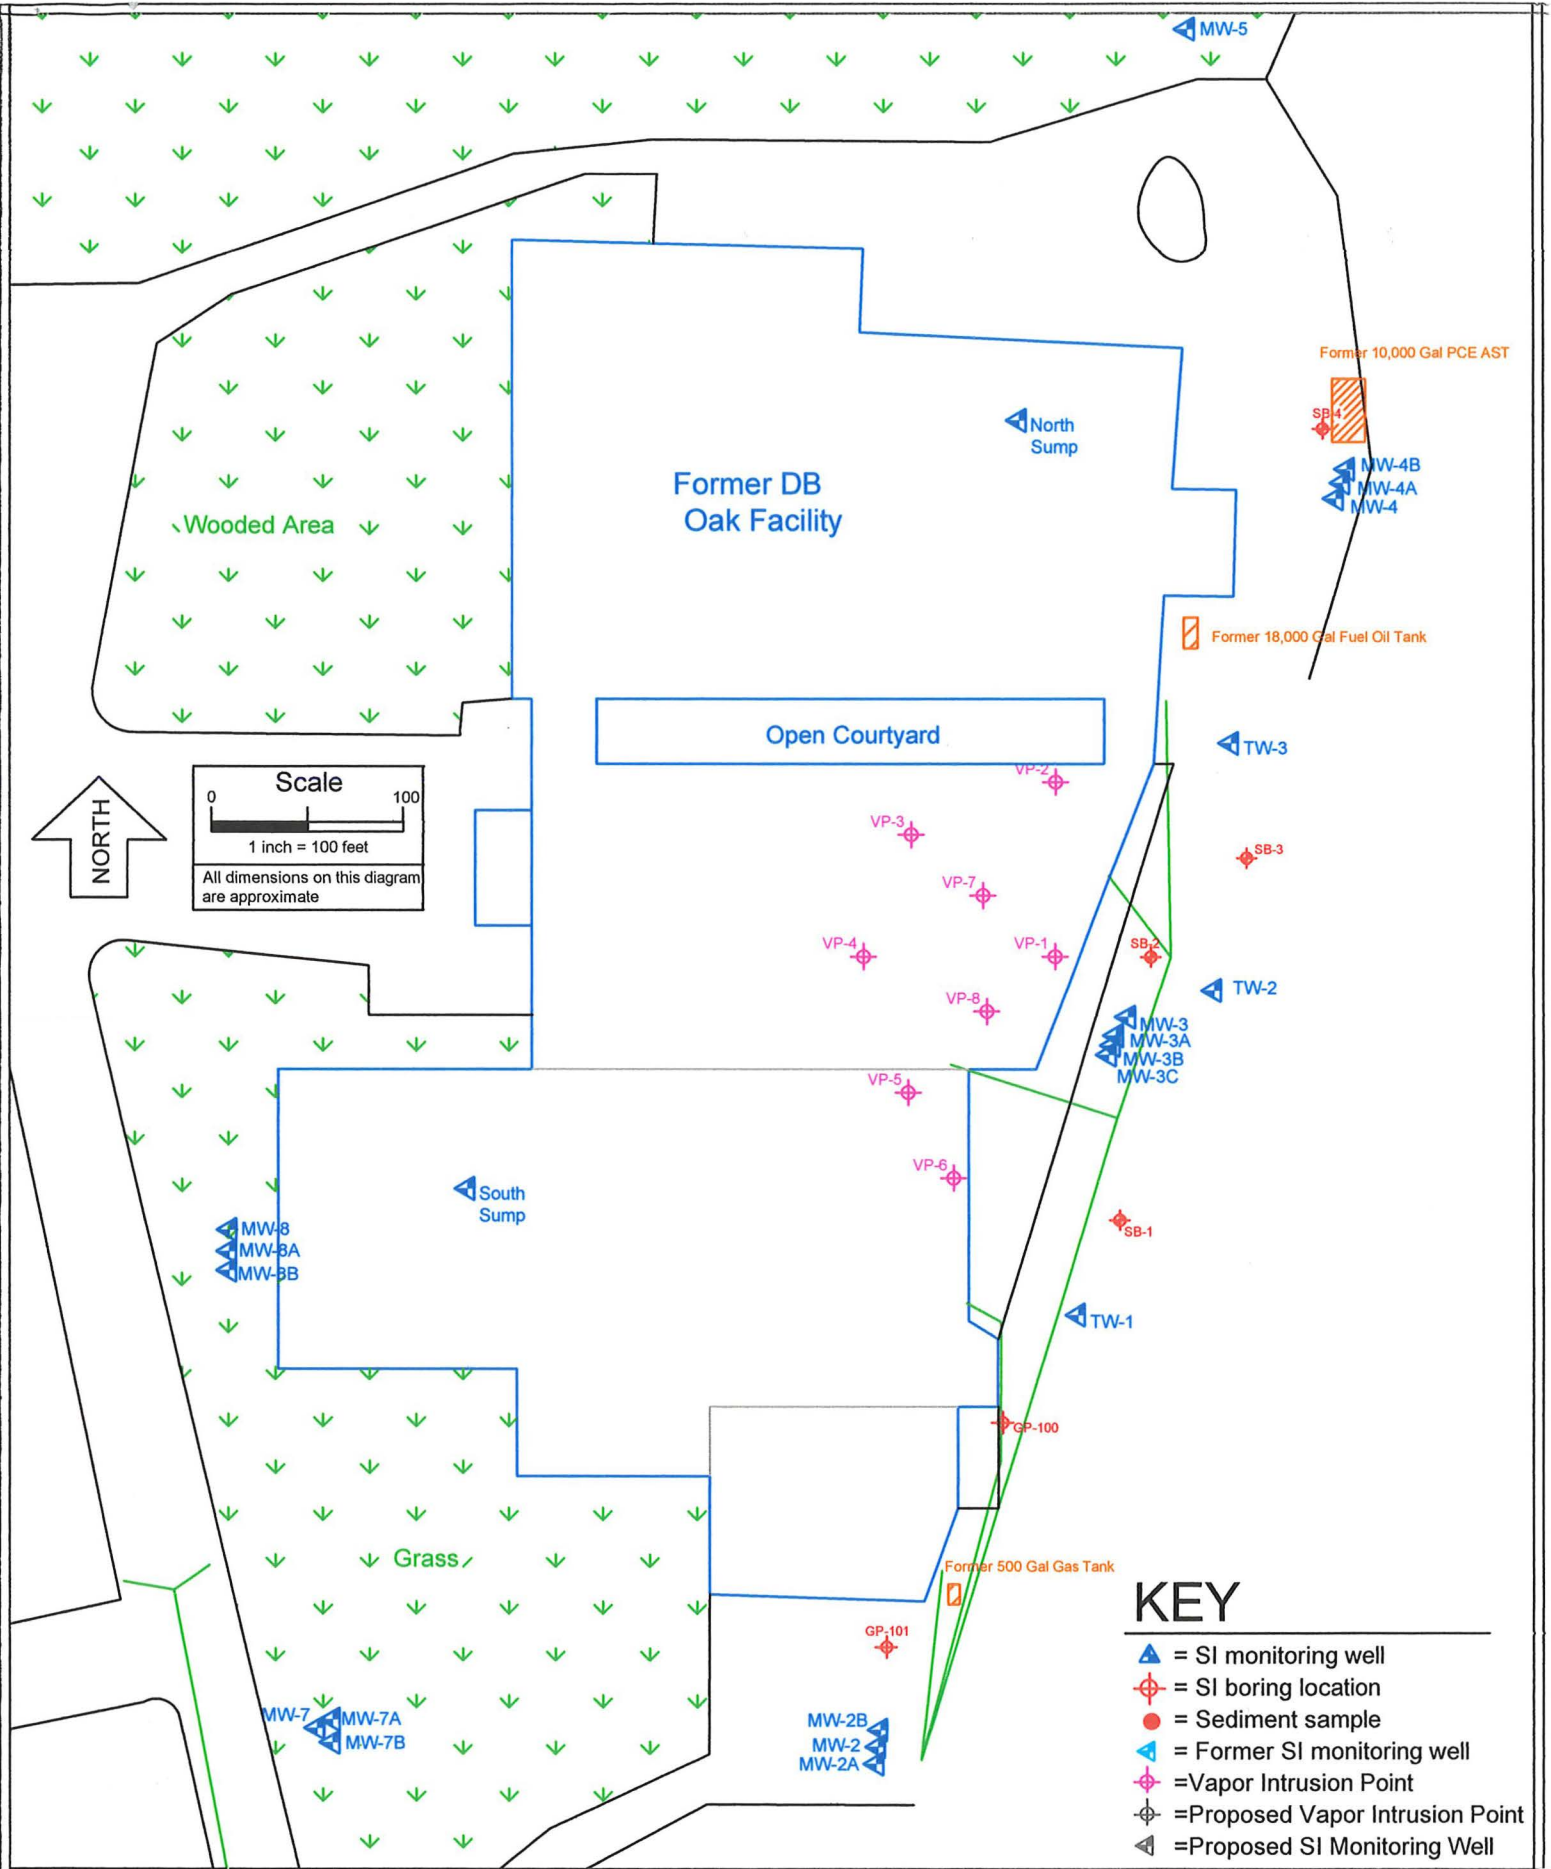 MW-5
Former 10,000 Gal PCE AST
SB-4
North
Sump
MW-4B
MW-4A
MW-4
Former DB
Oak Facility
Wooded Area
Former 18,000 Gal Fuel Oil Tank
Open Courtyard
TW-3
VP-2
Scale
0 100
1 inch = 100 feet
All dimensions on this diagram
are approximate
NORTH
VP-3
SB-3
VP-7
VP-4
VP-1
SB-2
TW-2
VP-8
MW-3
MW-3A
MW-3B
MW-3C
VP-5
VP-6
South
Sump
SB-1
MW-8
MW-8A
MW-8B
TW-1
GP-100
Grass
Former 500 Gal Gas Tank
GP-101
MW-7
MW-7A
MW-7B
MW-2B
MW-2
MW-2A
KEY
= SI monitoring well
= SI boring location
= Sediment sample
= Former SI monitoring well
=Vapor Intrusion Point
=Proposed Vapor Intrusion Point
=Proposed SI Monitoring Well